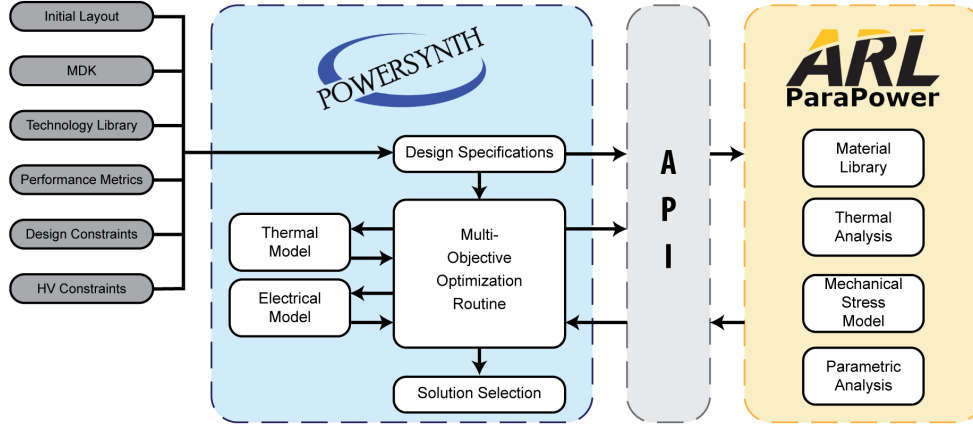 Initial Layout
MDK
Technology Library
Performance Metrics
Design Constraints
HV Constraints
POWERSYNTH
Design Specifications
Thermal
Model
Electrical
Model
Multi-
Objective
Optimization
Routine
Solution Selection
A
P
I
ARL
ParaPower
Material
Library
Thermal
Analysis
Mechanical
Stress
Model
Parametric
Analysis